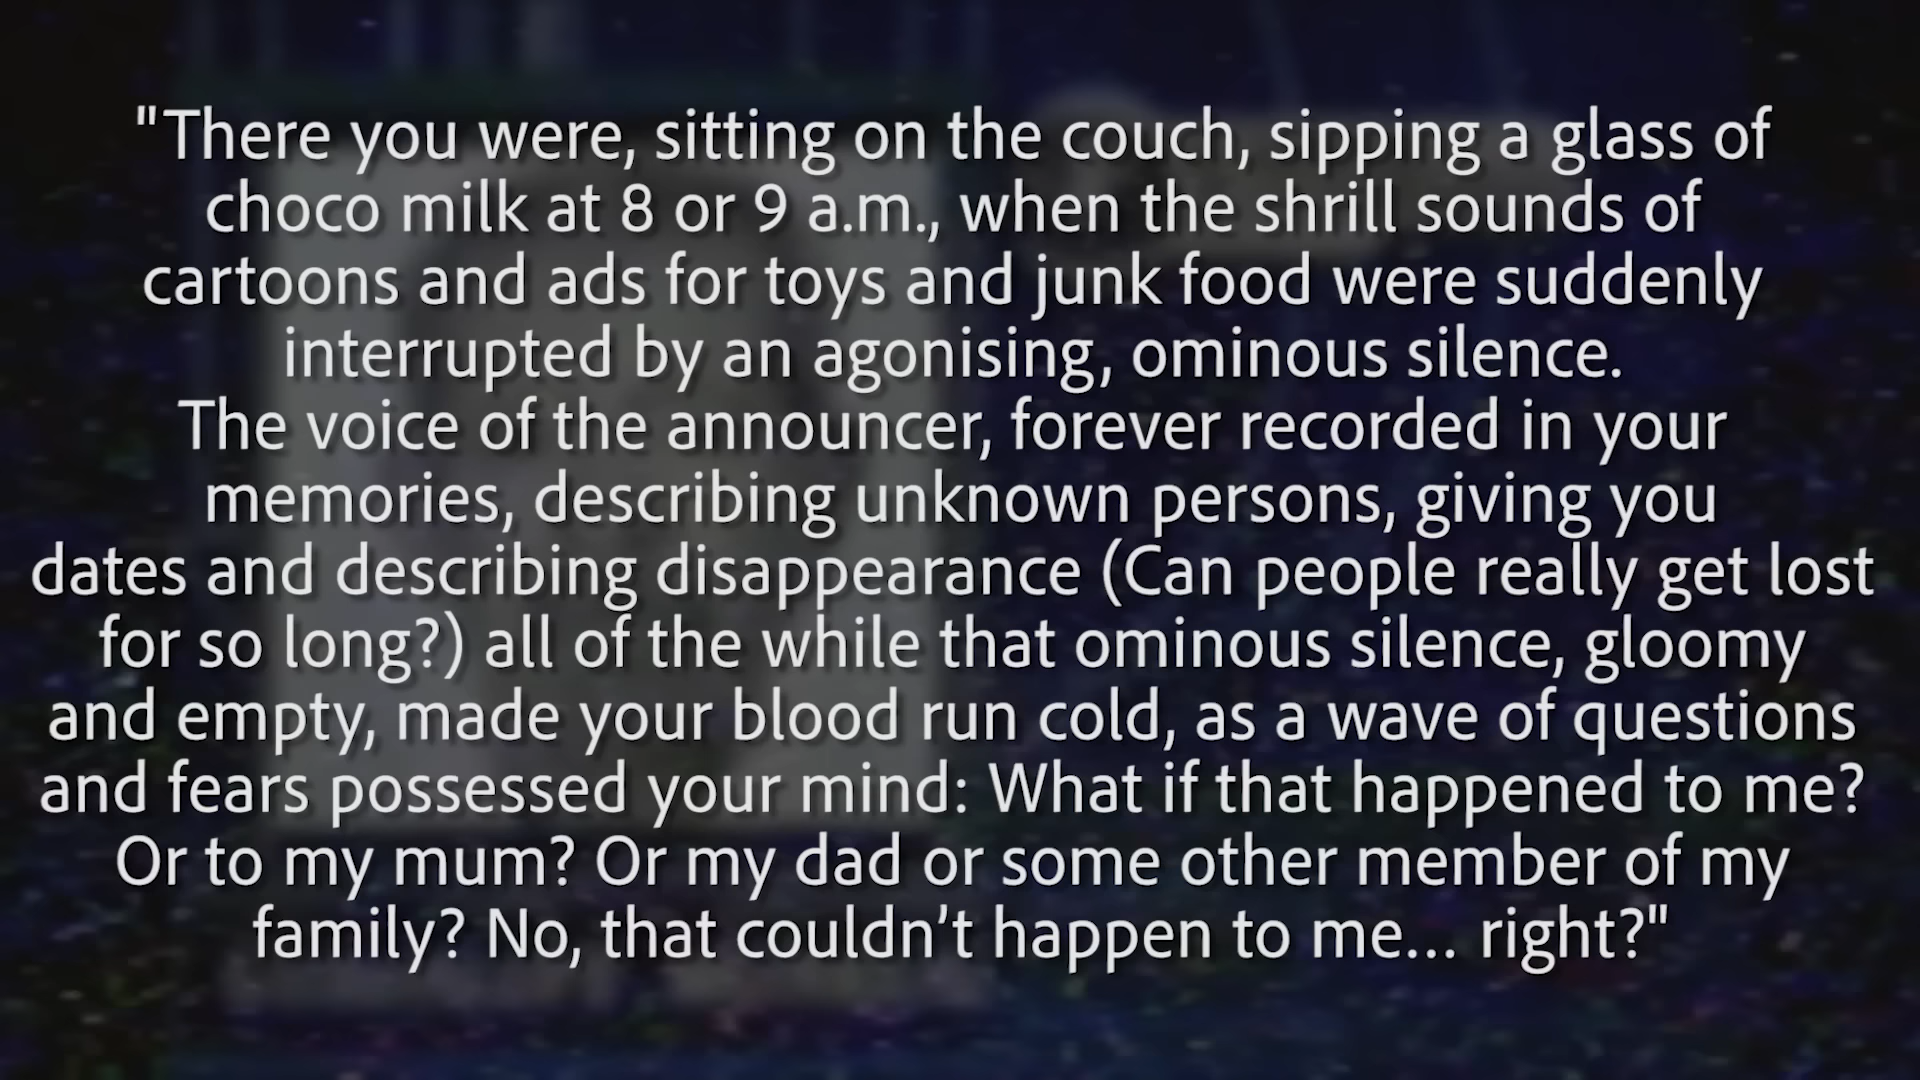 "There you were, sitting on the couch, sipping a glass of
choco milk at 8 or 9 a.m., when the shrill sounds of
cartoons and ads for toys and junk food were suddenly
interrupted by an agonising, ominous silence.
The voice of the announcer, forever recorded in your
memories, describing unknown persons, giving you
dates and describing disappearance (Can people really get lost
for so long?) all of the while that ominous silence, gloomy
and empty, made your blood run cold, as a wave of questions
and fears possessed your mind: What if that happened to me?
Or to my mum? Or my dad or some other member of my
family? No, that couldn’t happen to me... right?"